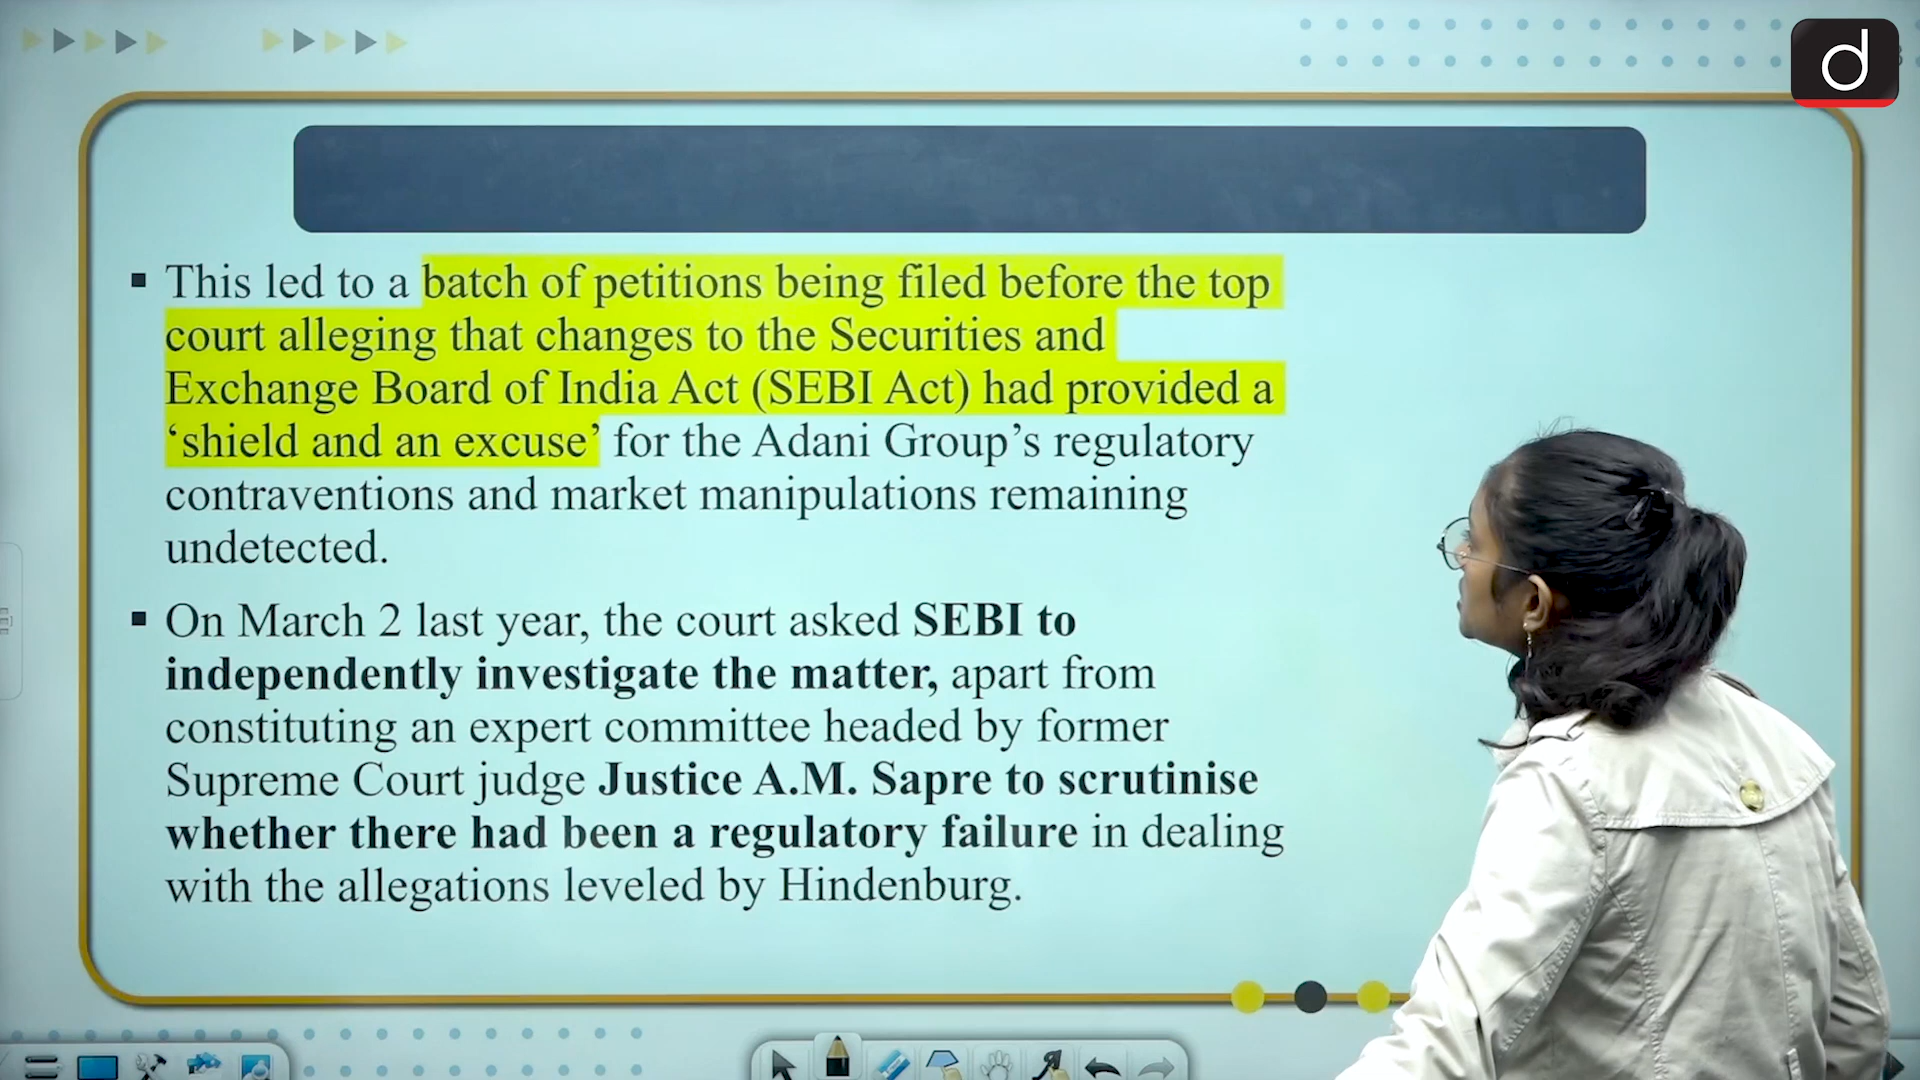 d
This led to a batch of petitions being filed before the top
court alleging that changes to the Securities and
Exchange Board of India Act (SEBI Act) had provided a
‘shield and an excuse’ for the Adani Group’s regulatory
contraventions and market manipulations remaining
undetected.
On March 2 last year, the court asked SEBI to
independently investigate the matter, apart from
constituting an expert committee headed by former
Supreme Court judge Justice A.M. Sapre to scrutinise
whether there had been a regulatory failure in dealing
with the allegations leveled by Hindenburg.